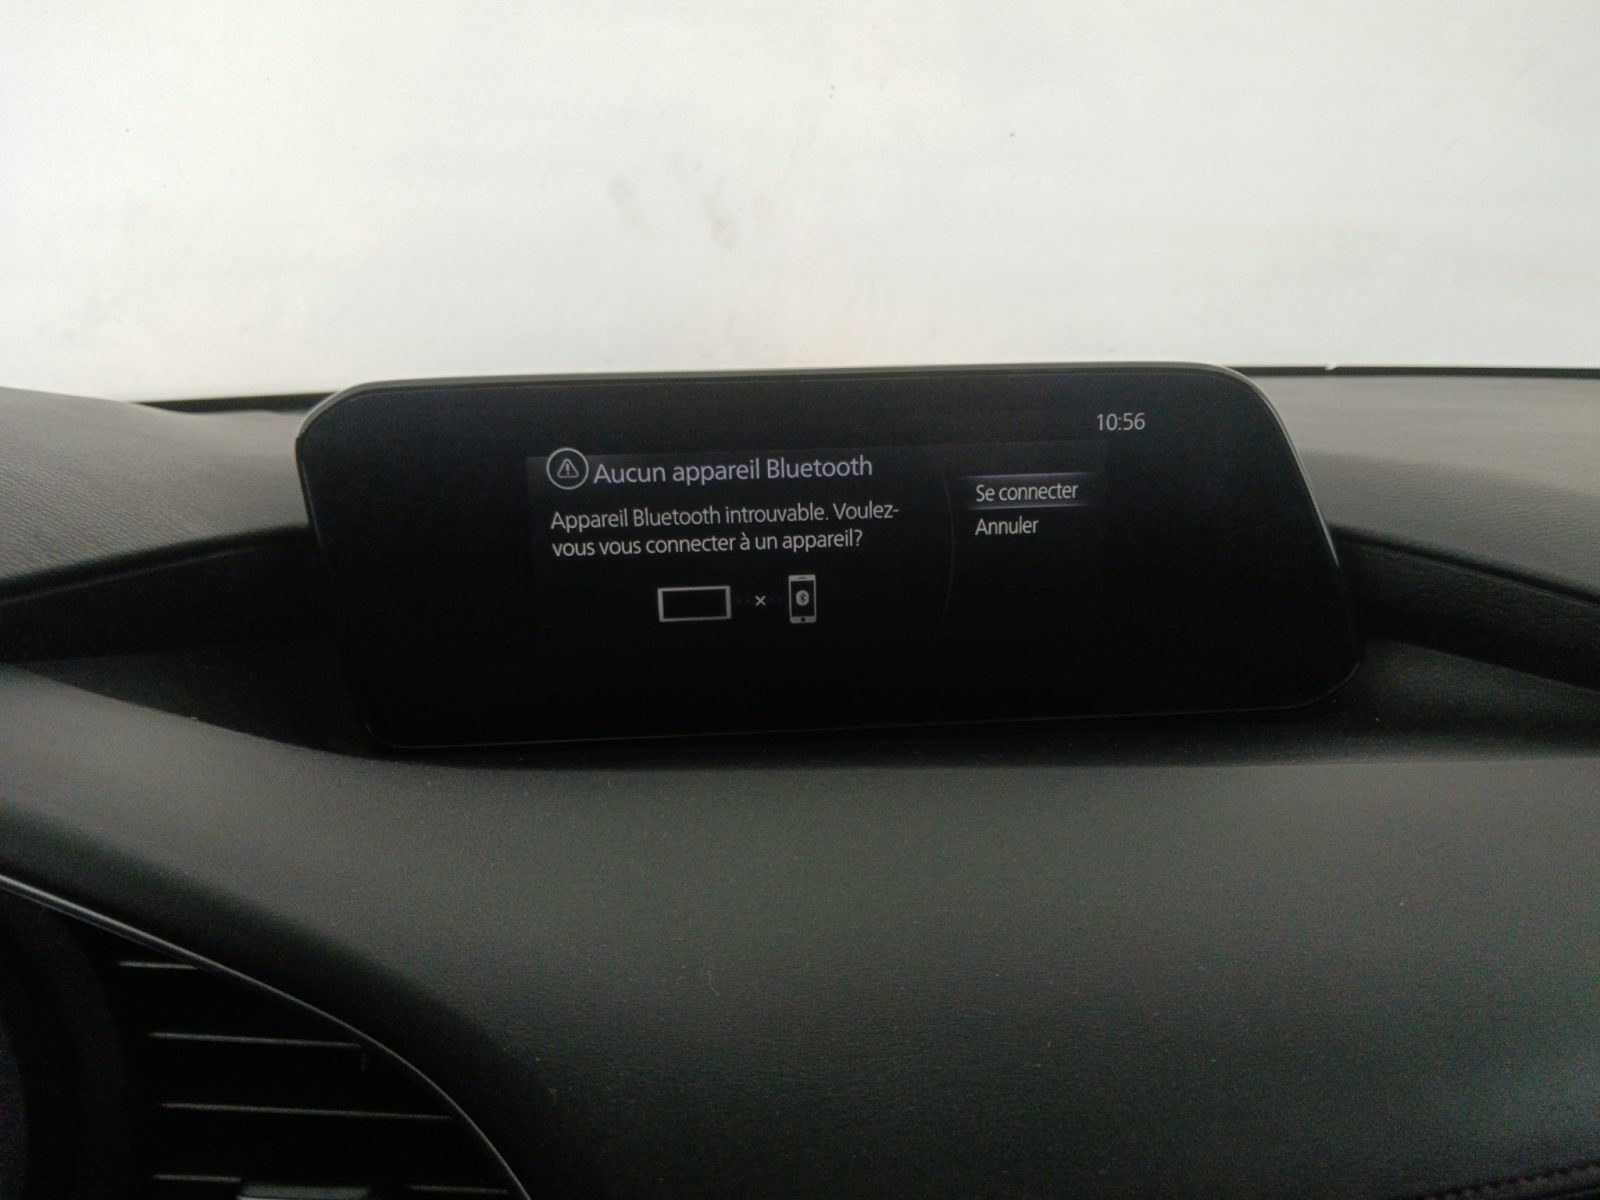 10:56
Aucun appareil Bluetooth
Appareil Bluetooth introuvable. Voulez-
vous vous connecter à un appareil?
Se connecter
Annuler